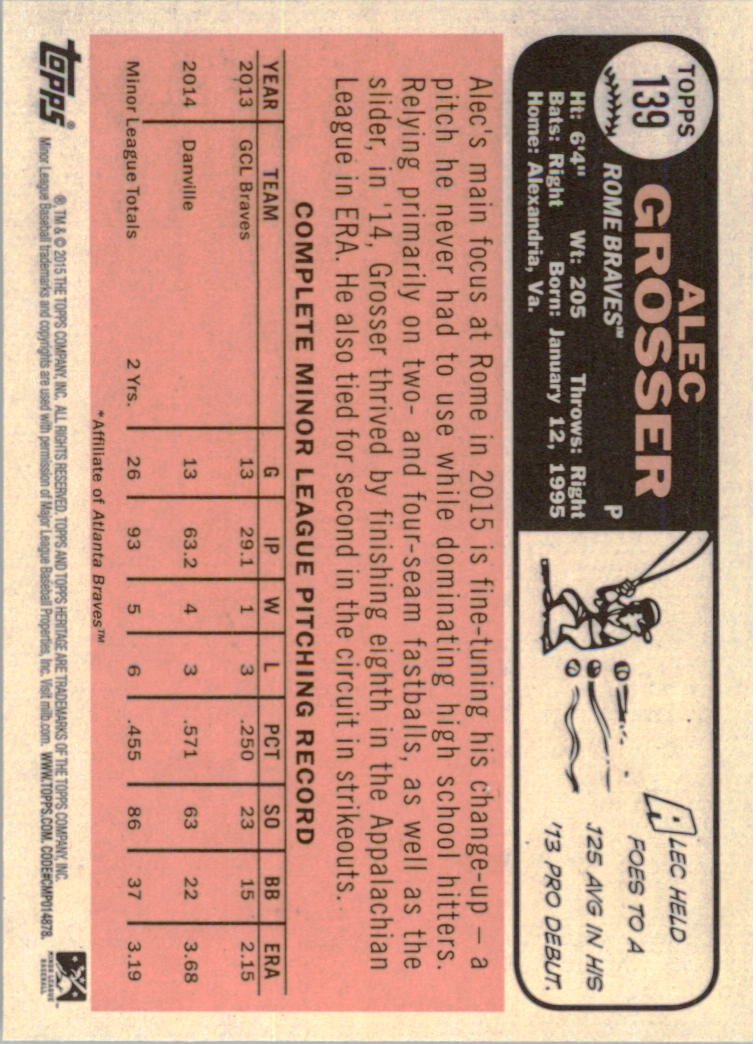 TOPPS
139
ALEC
GROSSER
ROME BRAVES™ P
Ht: 6'4" Wt: 205 Throws: Right
Bats: Right Born: January 12, 1995
Home: Alexandria, Va.
ALEC HELD
FOES TO A
.125 AVG IN HIS
'13 PRO DEBUT.
Alec's main focus at Rome in 2015 is fine-tuning his change-up – a
pitch he never had to use while dominating high school hitters.
Relying primarily on two- and four-seam fastballs, as well as the
slider, in '14, Grosser thrived by finishing eighth in the Appalachian
League in ERA. He also tied for second in the circuit in strikeouts.
COMPLETE MINOR LEAGUE PITCHING RECORD
YEAR TEAM G IP W L PCT SO BB ERA
2013 GCL Braves 13 29.1 1 3 .250 23 15 2.15
2014 Danville 13 63.2 4 3 .571 63 22 3.68
Minor League Totals 2 Yrs. 26 93 5 6 .455 86 37 3.19
*Affiliate of Atlanta Braves™
topps®
®, TM & © 2015 THE TOPPS COMPANY, INC. ALL RIGHTS RESERVED. TOPPS AND TOPPS HERITAGE ARE TRADEMARKS OF THE TOPPS COMPANY, INC.
Minor League Baseball trademarks and copyrights are used with permission of Major League Baseball Properties, Inc. Visit milb.com. WWW.TOPPS.COM. CODE#CMP014878.
MINOR LEAGUE
BASEBALL™